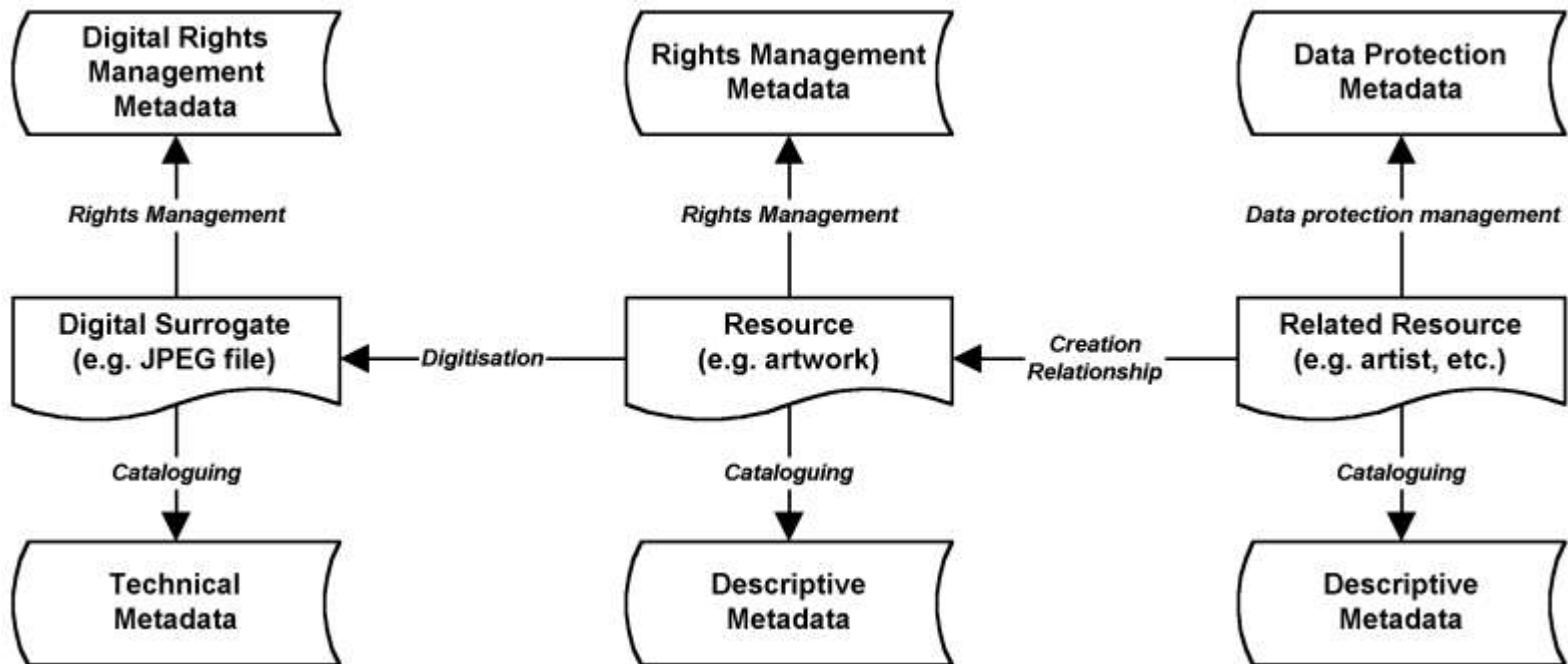 Digital Rights
Management
Metadata
Rights Management
Metadata
Data Protection
Metadata
Rights Management
Rights Management
Data protection management
Digital Surrogate
(e.g. JPEG file)
Digitisation
Resource
(e.g. artwork)
Creation
Relationship
Related Resource
(e.g. artist, etc.)
Cataloguing
Cataloguing
Cataloguing
Technical
Metadata
Descriptive
Metadata
Descriptive
Metadata